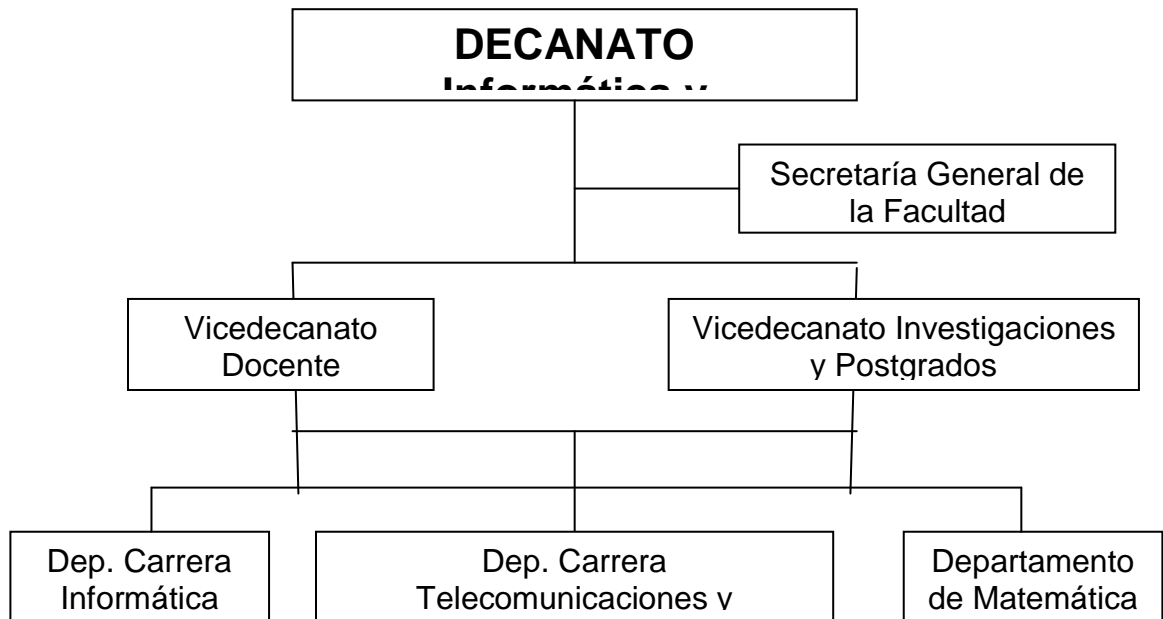 DECANATO
Informática y
Secretaría General de
la Facultad
Vicedecanato
Docente
Vicedecanato Investigaciones
y Postgrados
Dep. Carrera
Informática
Dep. Carrera
Telecomunicaciones y
Departamento
de Matemática